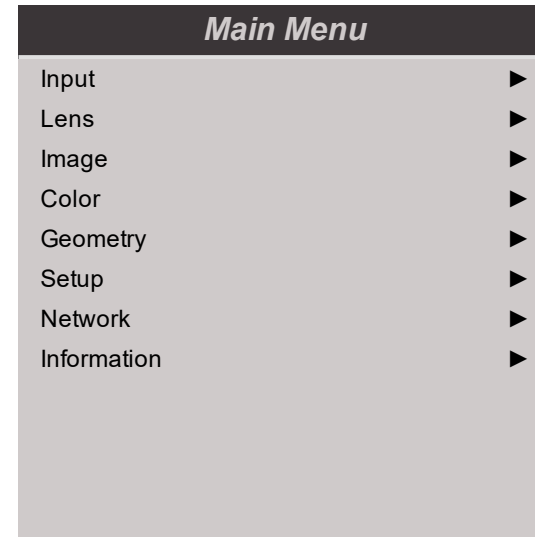 Main Menu
Input ►
Lens ►
Image ►
Color ►
Geometry ►
Setup ►
Network ►
Information ►